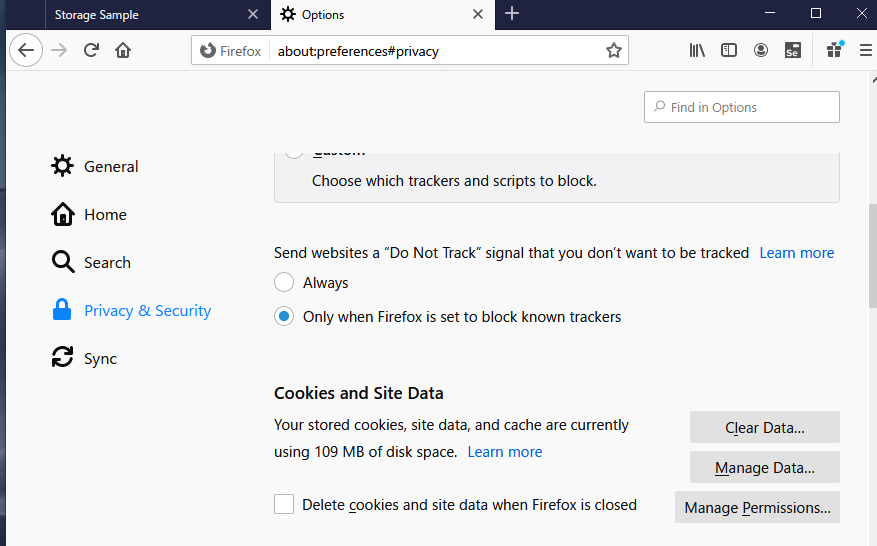 Storage Sample
Options
Firefox
about:preferences#privacy
Se
Find in Options
General
Home
Search
Privacy & Security
Sync
Custom
Choose which trackers and scripts to block.
Send websites a “Do Not Track” signal that you don’t want to be tracked Learn more
Always
Only when Firefox is set to block known trackers
Cookies and Site Data
Your stored cookies, site data, and cache are currently
using 109 MB of disk space. Learn more
Clear Data...
Manage Data...
Delete cookies and site data when Firefox is closed
Manage Permissions...